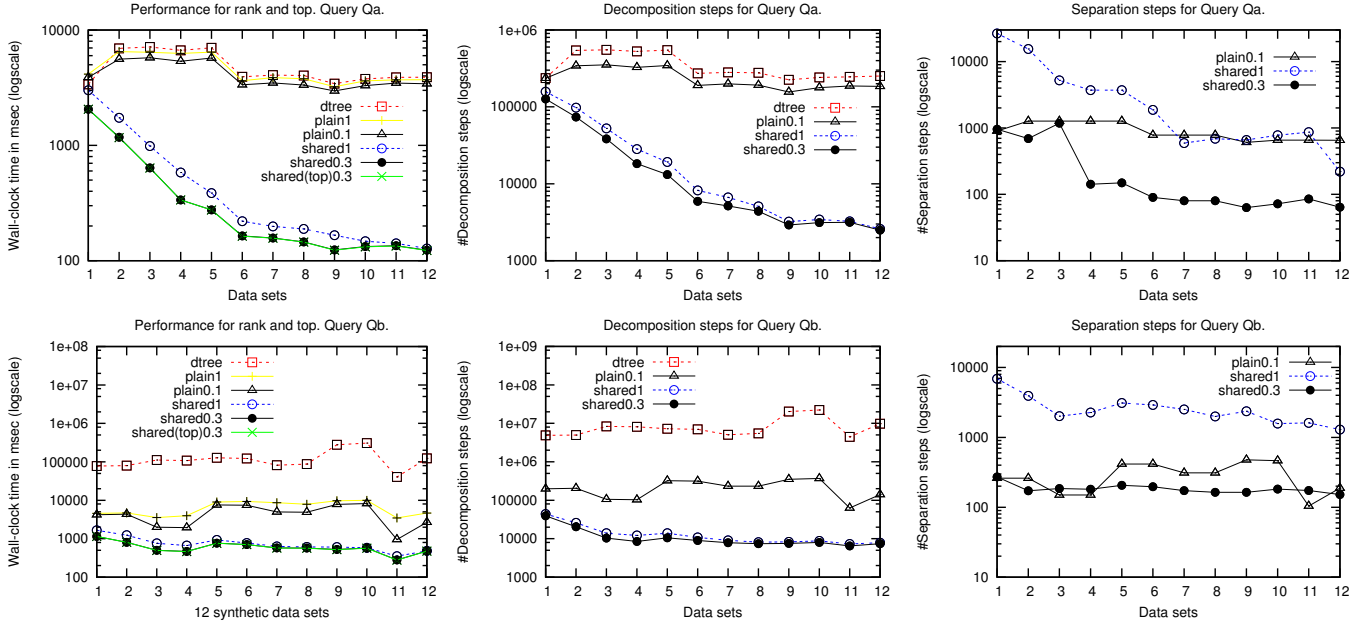 Performance for rank and top. Query Qa.
Wall-clock time in msec (logscale)
10000
1000
100
dtree
plain1
plain0.1
shared1
shared0.3
shared(top)0.3
1 2 3 4 5 6 7 8 9 10 11 12
Data sets
Decomposition steps for Query Qa.
#Decomposition steps (logscale)
1e+06
100000
10000
1000
dtree
plain0.1
shared1
shared0.3
1 2 3 4 5 6 7 8 9 10 11 12
Data sets
Separation steps for Query Qa.
#Separation steps (logscale)
10000
1000
100
10
plain0.1
shared1
shared0.3
1 2 3 4 5 6 7 8 9 10 11 12
Data sets
Performance for rank and top. Query Qb.
Wall-clock time in msec (logscale)
1e+08
1e+07
1e+06
100000
10000
1000
100
dtree
plain1
plain0.1
shared1
shared0.3
shared(top)0.3
1 2 3 4 5 6 7 8 9 10 11 12
12 synthetic data sets
Decomposition steps for Query Qb.
#Decomposition steps (logscale)
1e+09
1e+08
1e+07
1e+06
100000
10000
1000
dtree
plain0.1
shared1
shared0.3
1 2 3 4 5 6 7 8 9 10 11 12
Data sets
Separation steps for Query Qb.
#Separation steps (logscale)
10000
1000
100
10
plain0.1
shared1
shared0.3
1 2 3 4 5 6 7 8 9 10 11 12
Data sets